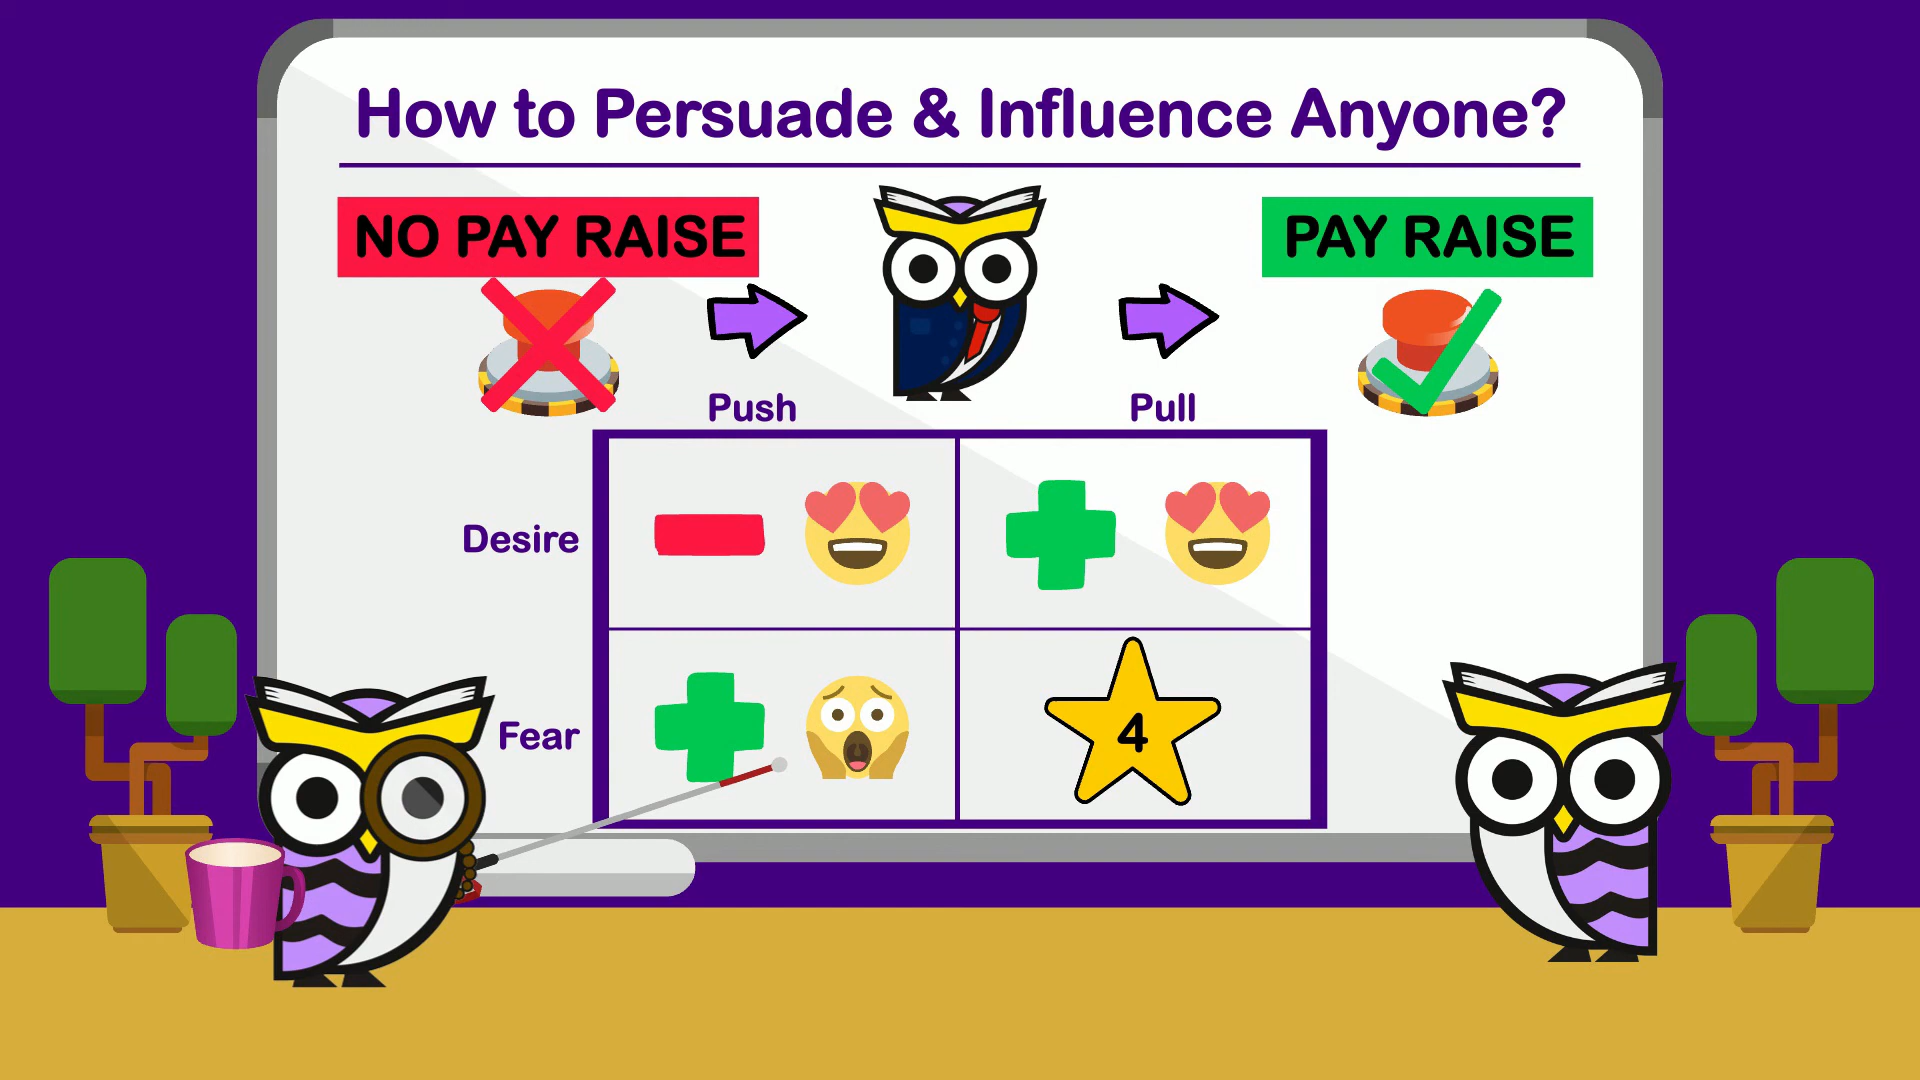 How to Persuade & Influence Anyone?
NO PAY RAISE
PAY RAISE
Push
Pull
Desire
Fear
4